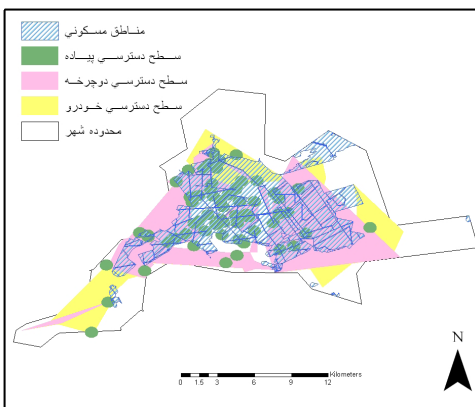 مناطق مسكوني
سطح دسترسي پياده
سطح دسترسي دوچرخه
سطح دسترسي خودرو
محدوده شهر
N
Kilometers
0 1.5 3 6 9 12